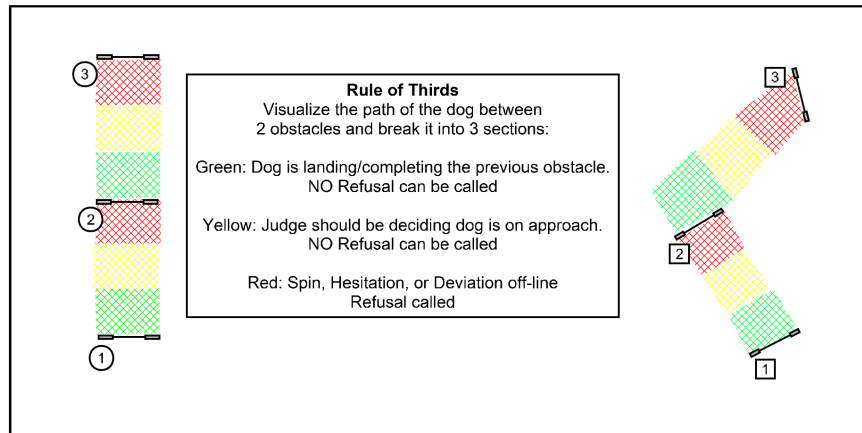 3
2
1
Rule of Thirds
Visualize the path of the dog between
2 obstacles and break it into 3 sections:
Green: Dog is landing/completing the previous obstacle.
NO Refusal can be called
Yellow: Judge should be deciding dog is on approach.
NO Refusal can be called
Red: Spin, Hesitation, or Deviation off-line
Refusal called
3
2
1